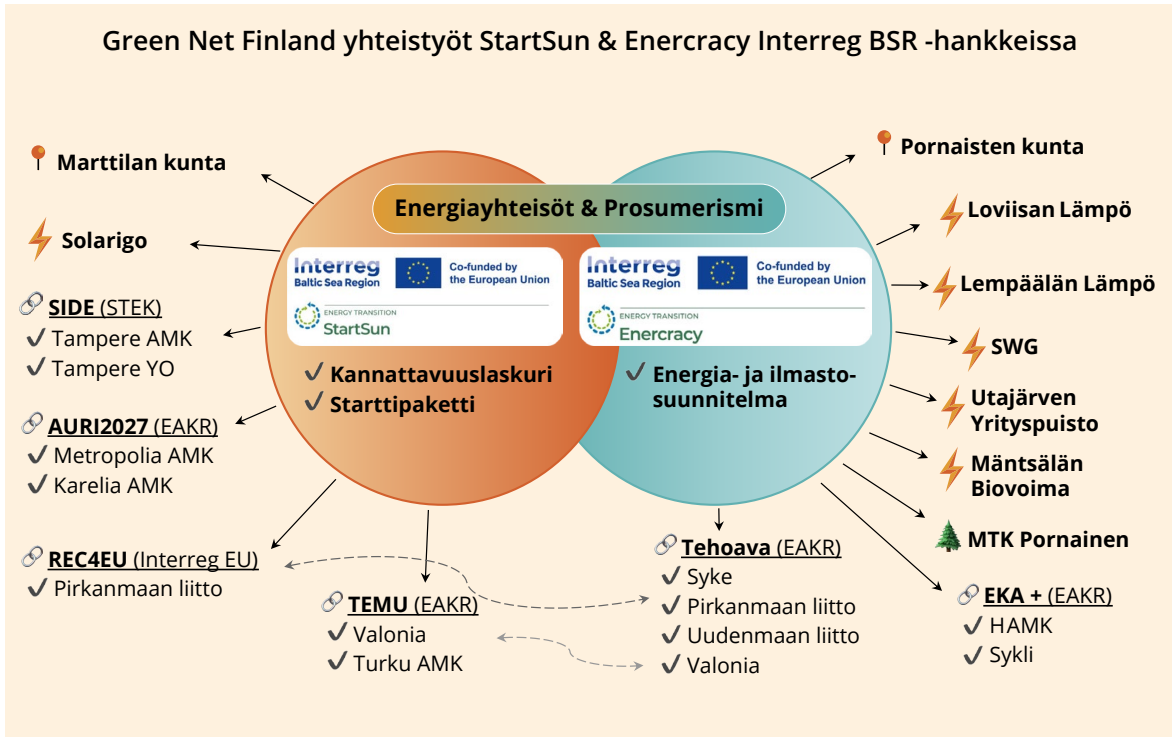 Green Net Finland yhteistyöt StartSun & Enercracy Interreg BSR -hankkeissa
Marttilan kunta
Solarigo
SIDE (STEK)
Tampere AMK
Tampere YO
AURI2027 (EAKR)
Metropolia AMK
Karelia AMK
REC4EU (Interreg EU)
Pirkanmaan liitto
Energiayhteisöt & Prosumerismi
Interreg
Baltic Sea Region
Co-funded by
the European Union
ENERGY TRANSITION
StartSun
Kannattavuuslaskuri
Starttipaketti
Interreg
Baltic Sea Region
Co-funded by
the European Union
ENERGY TRANSITION
Enercracy
Energia- ja ilmasto-
suunnitelma
TEMU (EAKR)
Valonia
Turku AMK
Tehoava (EAKR)
Syke
Pirkanmaan liitto
Uudenmaan liitto
Valonia
Pornaisten kunta
Loviisan Lämpö
Lempäälän Lämpö
SWG
Utajärven
Yrityspuisto
Mäntsälän
Biovoima
MTK Pornainen
EKA + (EAKR)
HAMK
Sykli